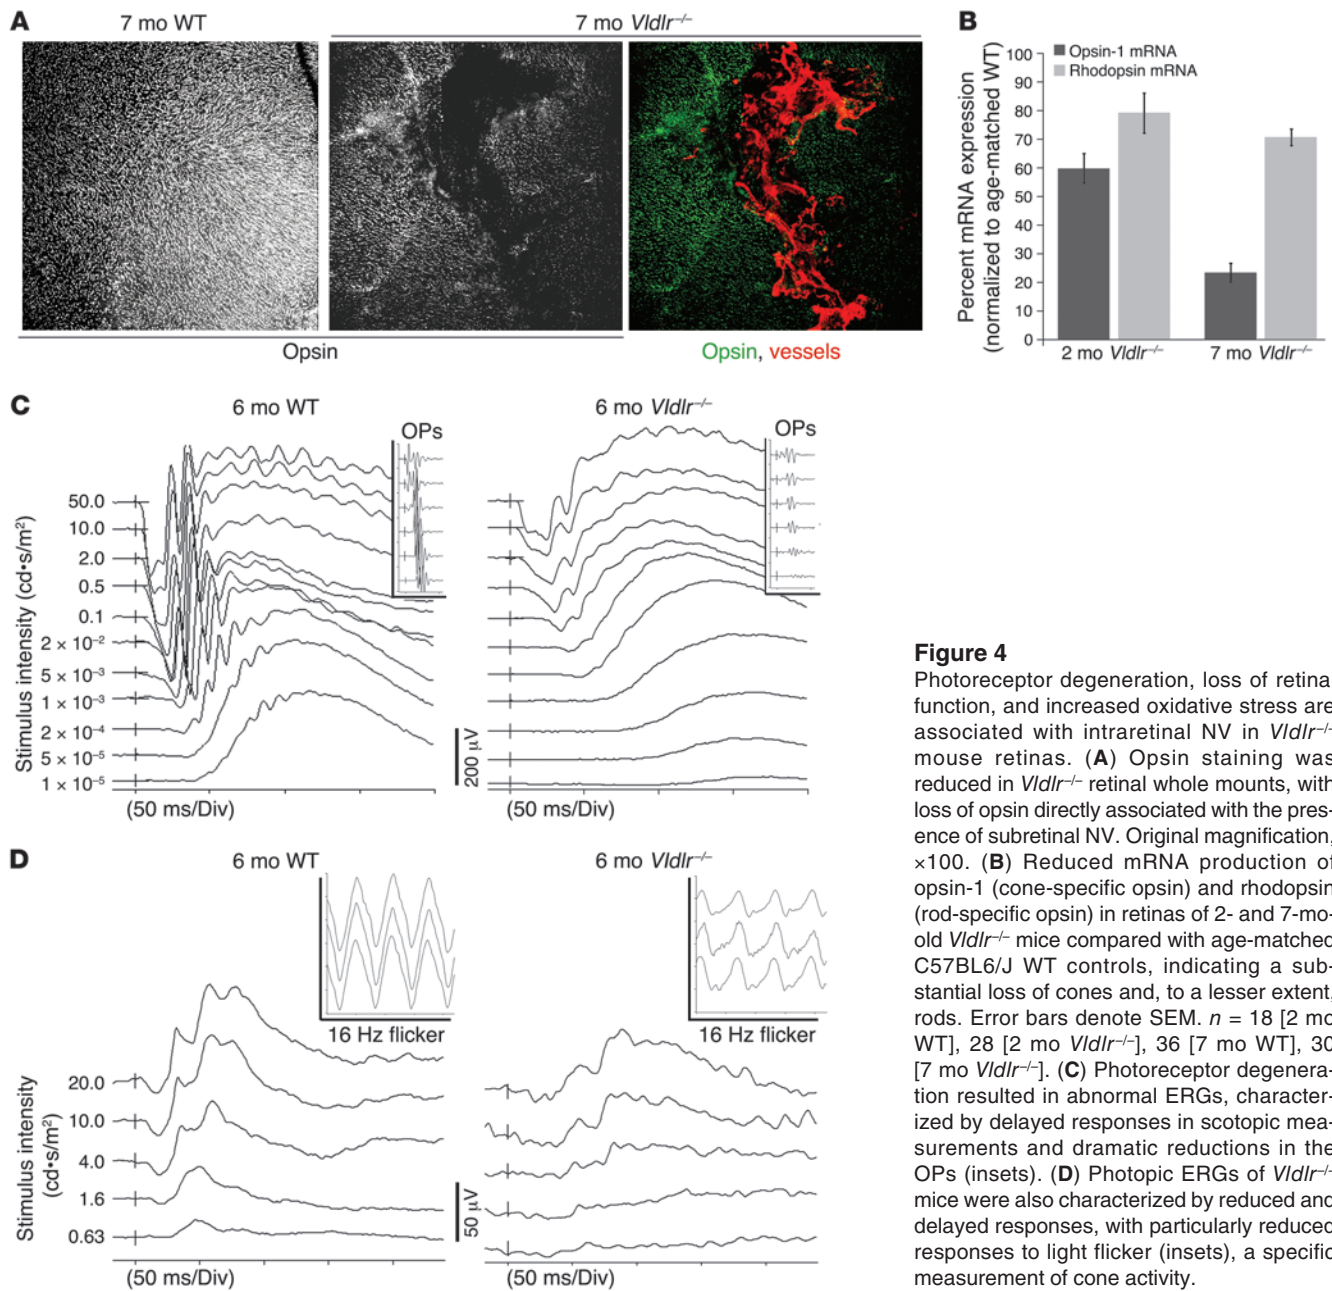 A
7 mo WT
7 mo Vldlr–/–
Opsin
Opsin, vessels
B
Percent mRNA expression
(normalized to age-matched WT)
100
90
80
70
60
50
40
30
20
10
0
Opsin-1 mRNA
Rhodopsin mRNA
2 mo Vldlr–/–
7 mo Vldlr–/–
C
6 mo WT
6 mo Vldlr–/–
OPs
OPs
Stimulus intensity (cd•s/m²)
50.0
10.0
2.0
0.5
0.1
2 × 10⁻²
5 × 10⁻³
1 × 10⁻³
2 × 10⁻⁴
5 × 10⁻⁵
1 × 10⁻⁵
200 μV
(50 ms/Div)
(50 ms/Div)
D
6 mo WT
6 mo Vldlr–/–
16 Hz flicker
16 Hz flicker
Stimulus intensity
(cd•s/m²)
20.0
10.0
4.0
1.6
0.63
50 μV
(50 ms/Div)
(50 ms/Div)
Figure 4
Photoreceptor degeneration, loss of retinal
function, and increased oxidative stress are
associated with intraretinal NV in Vldlr–/–
mouse retinas. (A) Opsin staining was
reduced in Vldlr–/– retinal whole mounts, with
loss of opsin directly associated with the pres-
ence of subretinal NV. Original magnification,
×100. (B) Reduced mRNA production of
opsin-1 (cone-specific opsin) and rhodopsin
(rod-specific opsin) in retinas of 2- and 7-mo-
old Vldlr–/– mice compared with age-matched
C57BL6/J WT controls, indicating a sub-
stantial loss of cones and, to a lesser extent,
rods. Error bars denote SEM. n = 18 [2 mo
WT], 28 [2 mo Vldlr–/–], 36 [7 mo WT], 30
[7 mo Vldlr–/–]. (C) Photoreceptor degenera-
tion resulted in abnormal ERGs, character-
ized by delayed responses in scotopic mea-
surements and dramatic reductions in the
OPs (insets). (D) Photopic ERGs of Vldlr–/–
mice were also characterized by reduced and
delayed responses, with particularly reduced
responses to light flicker (insets), a specific
measurement of cone activity.